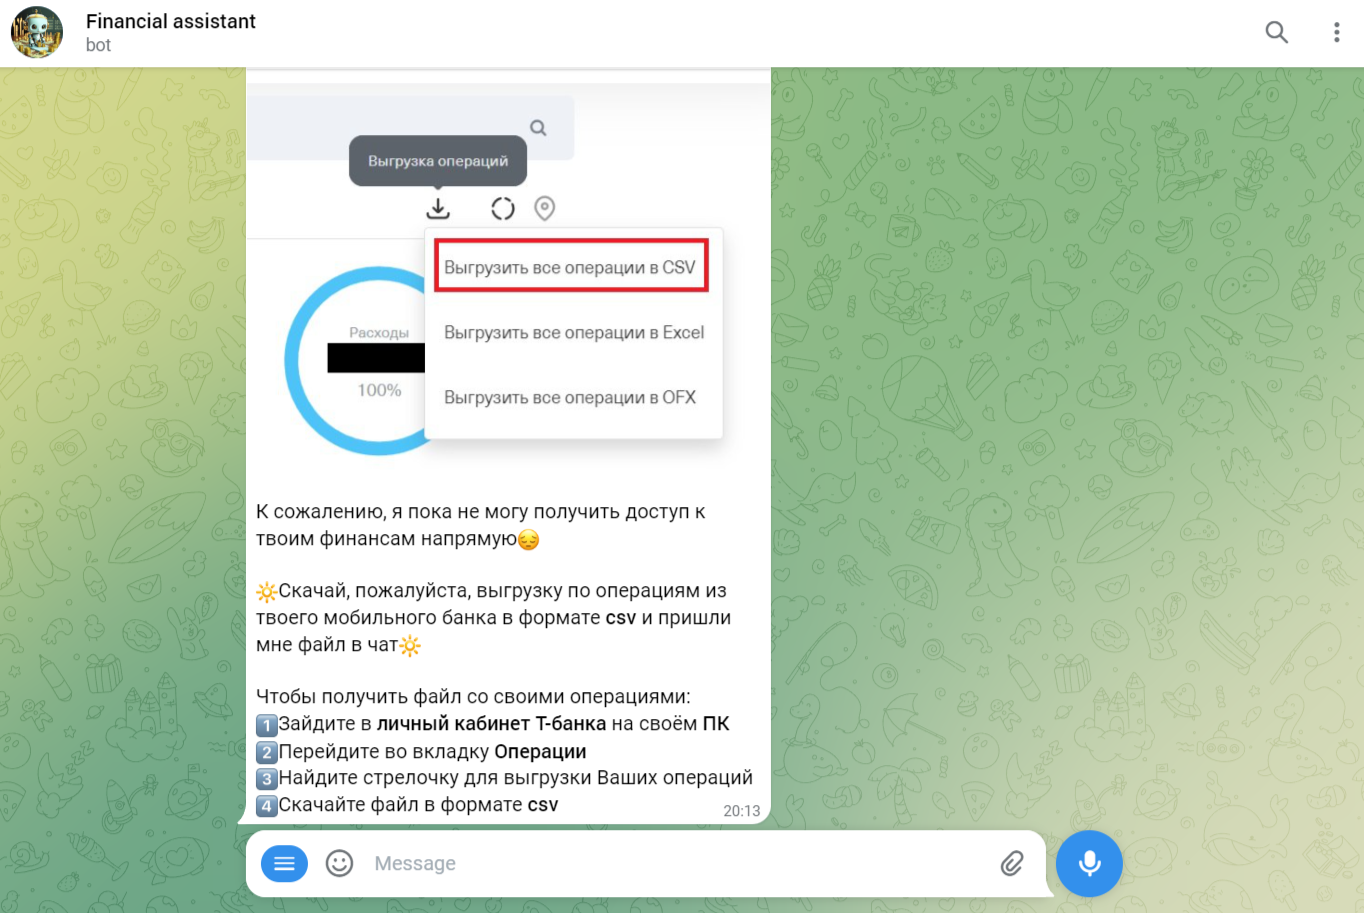 Financial assistant
bot
Выгрузка операций
Выгрузить все операции в CSV
Расходы
Выгрузить все операции в Excel
100%
Выгрузить все операции в OFX
К сожалению, я пока не могу получить доступ к
твоим финансам напрямую😔
🔆Скачай, пожалуйста, выгрузку по операциям из
твоего мобильного банка в формате csv и пришли
мне файл в чат🔆
Чтобы получить файл со своими операциями:
1️⃣Зайдите в личный кабинет Т-банка на своём ПК
2️⃣Перейдите во вкладку Операции
3️⃣Найдите стрелочку для выгрузки Ваших операций
4️⃣Скачайте файл в формате csv
20:13
Message